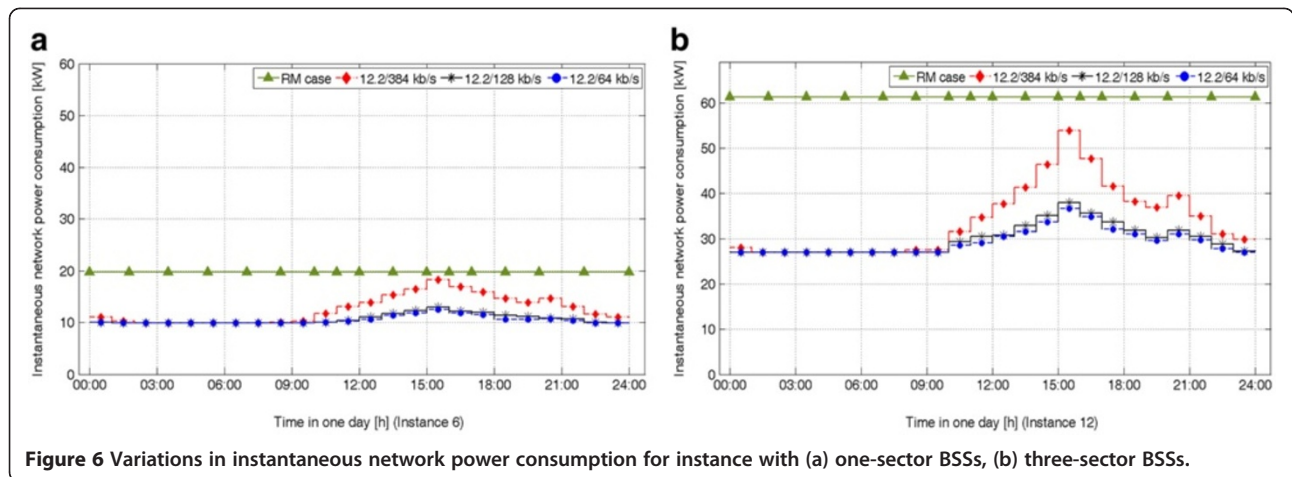 a
60
50
40
30
20
10
0
Instantaneous network power consumption [kW]
RM case 12.2/384 kb/s 12.2/128 kb/s 12.2/64 kb/s
00:00 03:00 06:00 09:00 12:00 15:00 18:00 21:00 24:00
Time in one day [h] (Instance 6)
b
60
50
40
30
20
10
0
Instantaneous network power consumption [kW]
RM case 12.2/384 kb/s 12.2/128 kb/s 12.2/64 kb/s
00:00 03:00 06:00 09:00 12:00 15:00 18:00 21:00 24:00
Time in one day [h] (Instance 12)
Figure 6 Variations in instantaneous network power consumption for instance with (a) one-sector BSSs, (b) three-sector BSSs.